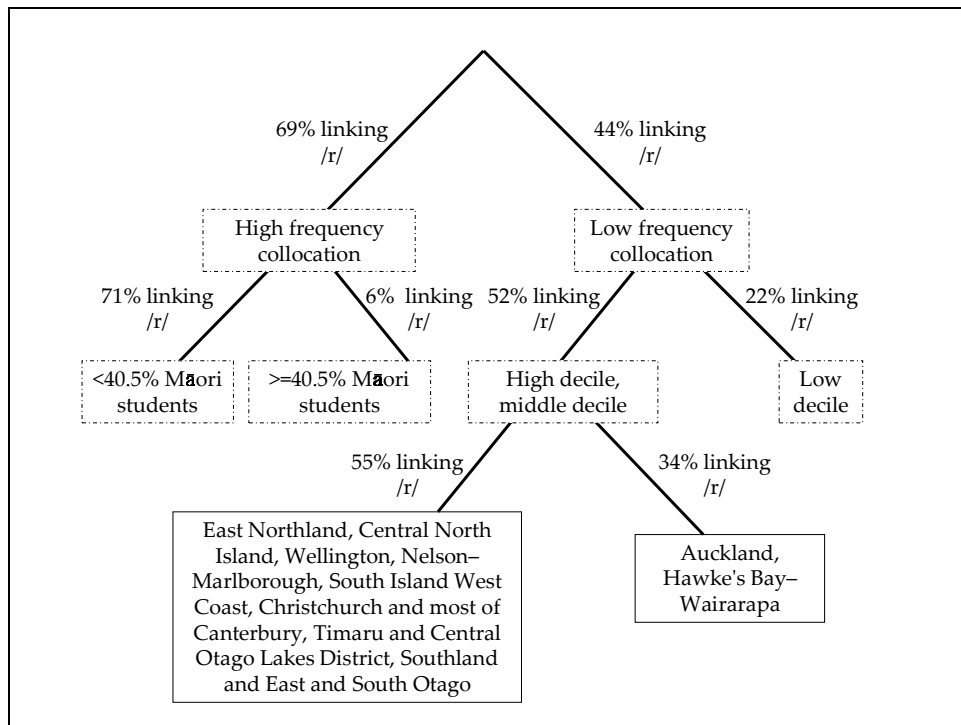 69% linking
/r/
44% linking
/r/
High frequency
collocation
Low frequency
collocation
71% linking
/r/
6% linking
/r/
52% linking
/r/
22% linking
/r/
<40.5% Māori
students
>=40.5% Māori
students
High decile,
middle decile
Low
decile
55% linking
/r/
34% linking
/r/
East Northland, Central North
Island, Wellington, Nelson–
Marlborough, South Island West
Coast, Christchurch and most of
Canterbury, Timaru and Central
Otago Lakes District, Southland
and East and South Otago
Auckland,
Hawke's Bay–
Wairarapa